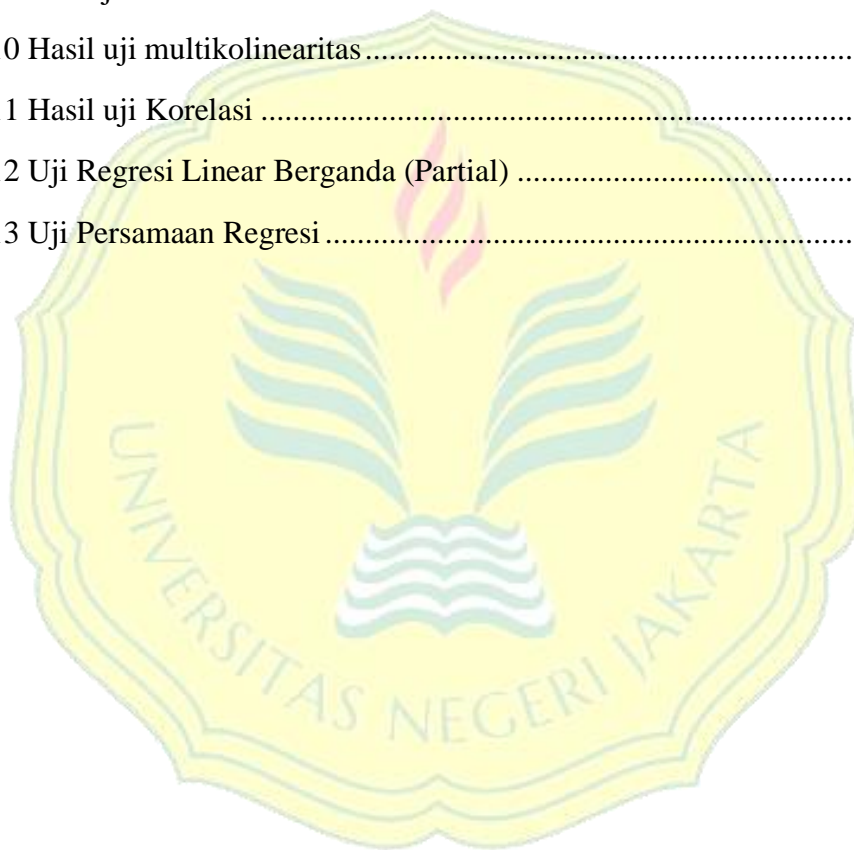 0 Hasil uji multikolinearitas
1 Hasil uji Korelasi
2 Uji Regresi Linear Berganda (Partial)
3 Uji Persamaan Regresi
UNIVERSITAS NEGERI JAKARTA